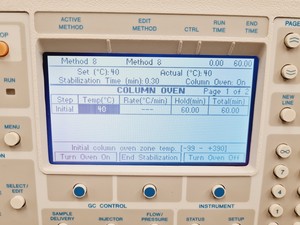 ACTIVE METHOD EDIT METHOD CTRL RUN TIME END TIME
PAGE
STOP
Method 8 Method 8 0.00 60.00
Set (°C):40 Actual (°C):40
Stabilization Time (min):0.30 Column Oven: On
COLUMN OVEN Page 1 of 2
Step Temp(°C) Rate(°C/min) Hold(min) Total(min)
Initial 40 --- 60.00 60.00
Initial column oven zone temp. [-99 - +390]
Turn Oven On End Stabilization Turn Oven Off
RUN
NEW LINE
MENU
SELECT/ EDIT
GC CONTROL INSTRUMENT
SAMPLE DELIVERY INJECTOR FLOW/ PRESSURE STATUS SETUP